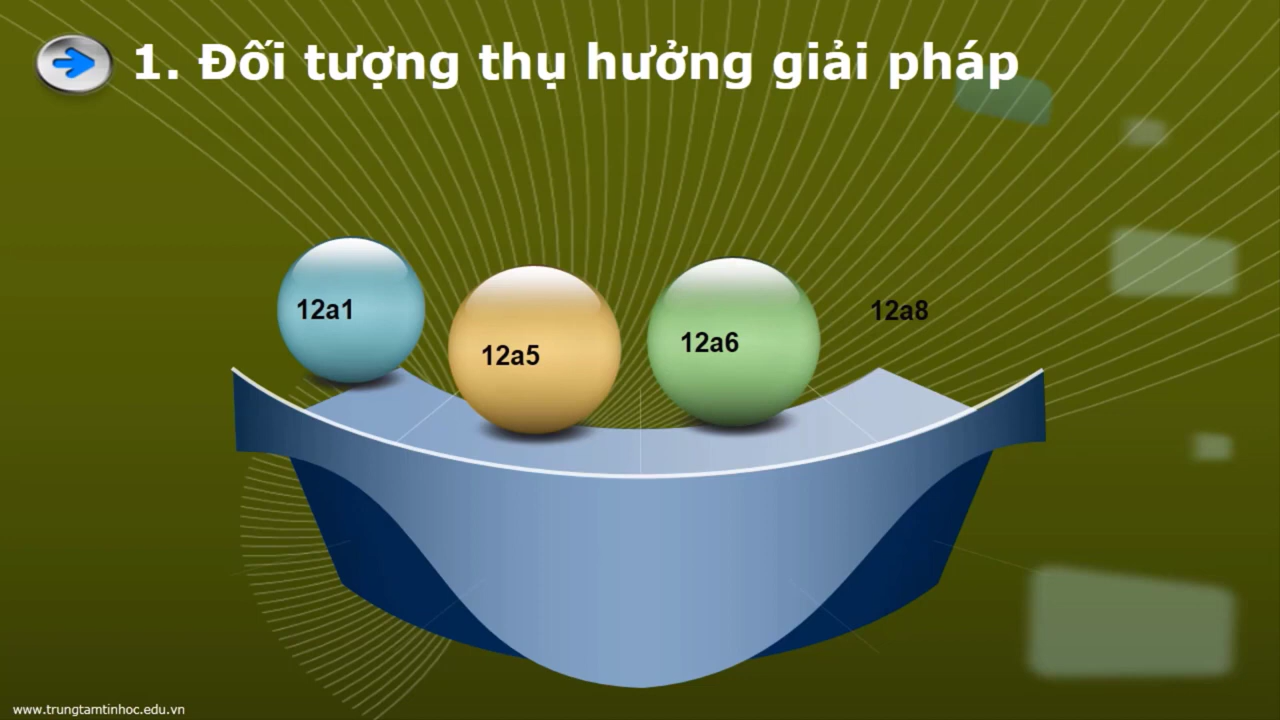 1. Đối tượng thụ hưởng giải pháp
12a1
12a5
12a6
12a8
www.trungtamtinhoc.edu.vn